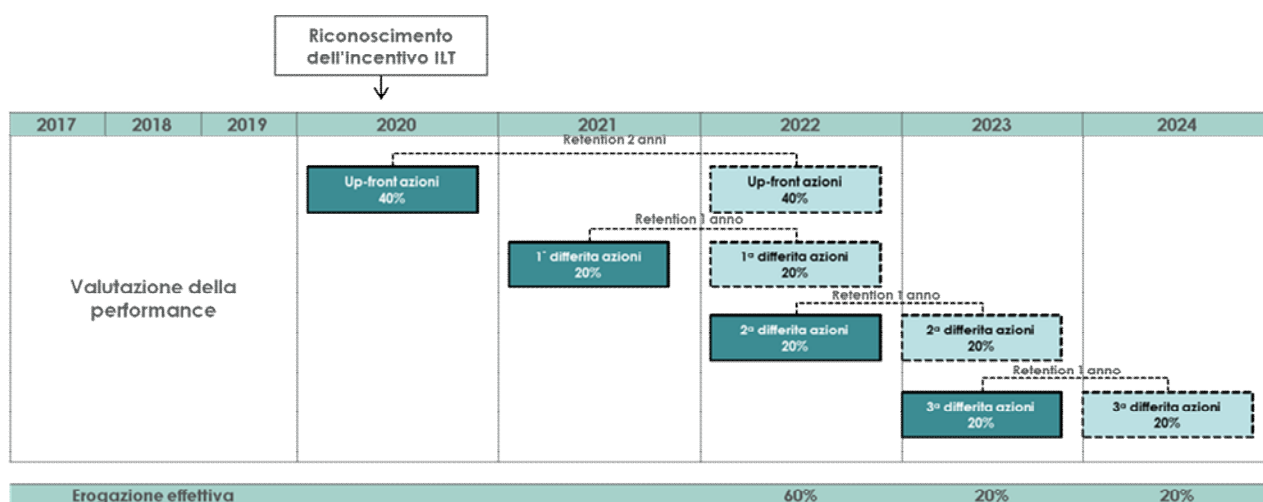 Riconoscimento
dell'incentivo ILT
2017 2018 2019 2020 2021 2022 2023 2024
Retention 2 anni
Up-front azioni
40%
Up-front azioni
40%
Retention 1 anno
1° differita azioni
20%
1ª differita azioni
20%
Valutazione della
performance
Retention 1 anno
2ª differita azioni
20%
2ª differita azioni
20%
Retention 1 anno
3ª differita azioni
20%
3ª differita azioni
20%
Erogazione effettiva 60% 20% 20%